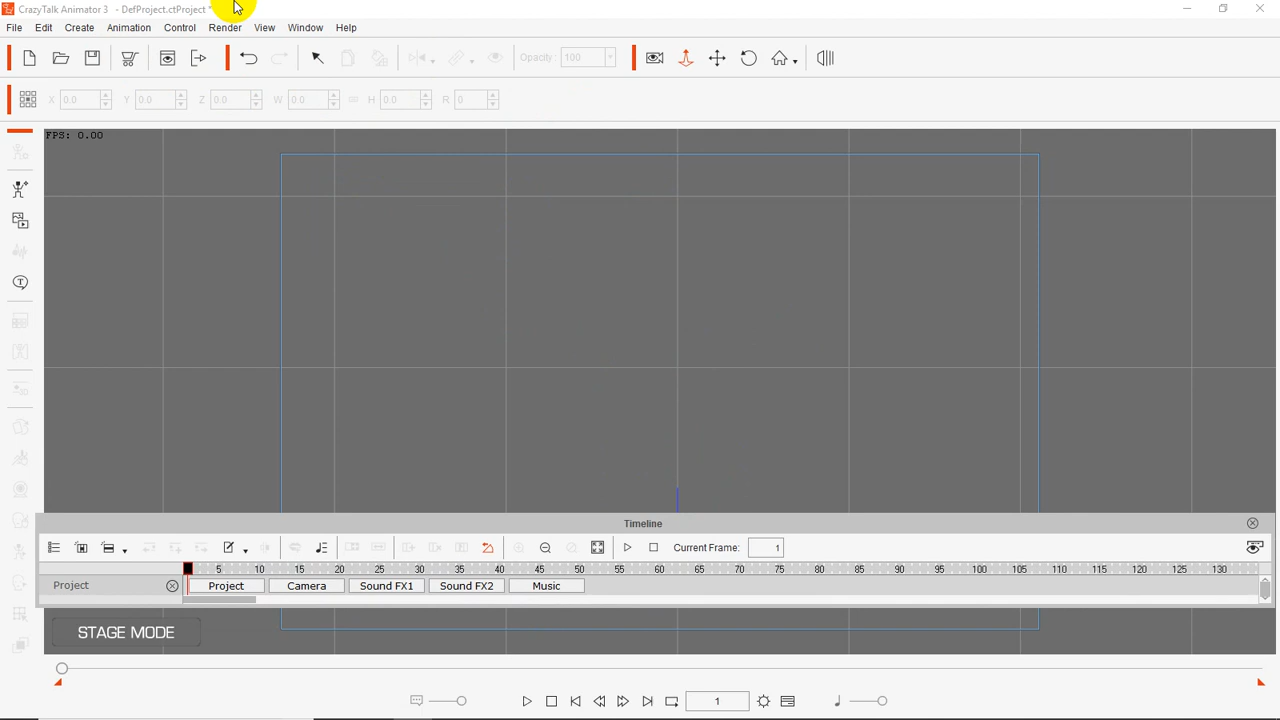 CrazyTalk Animator 3 - DefProject.ctProject *
File Edit Create Animation Control Render View Window Help
Opacity : 100
X 0.0 Y 0.0 Z 0.0 W 0.0 H 0.0 R 0
FPS: 0.00
Timeline
Current Frame: 1
5 10 15 20 25 30 35 40 45 50 55 60 65 70 75 80 85 90 95 100 105 110 115 120 125 130
Project Project Camera Sound FX1 Sound FX2 Music
STAGE MODE
1